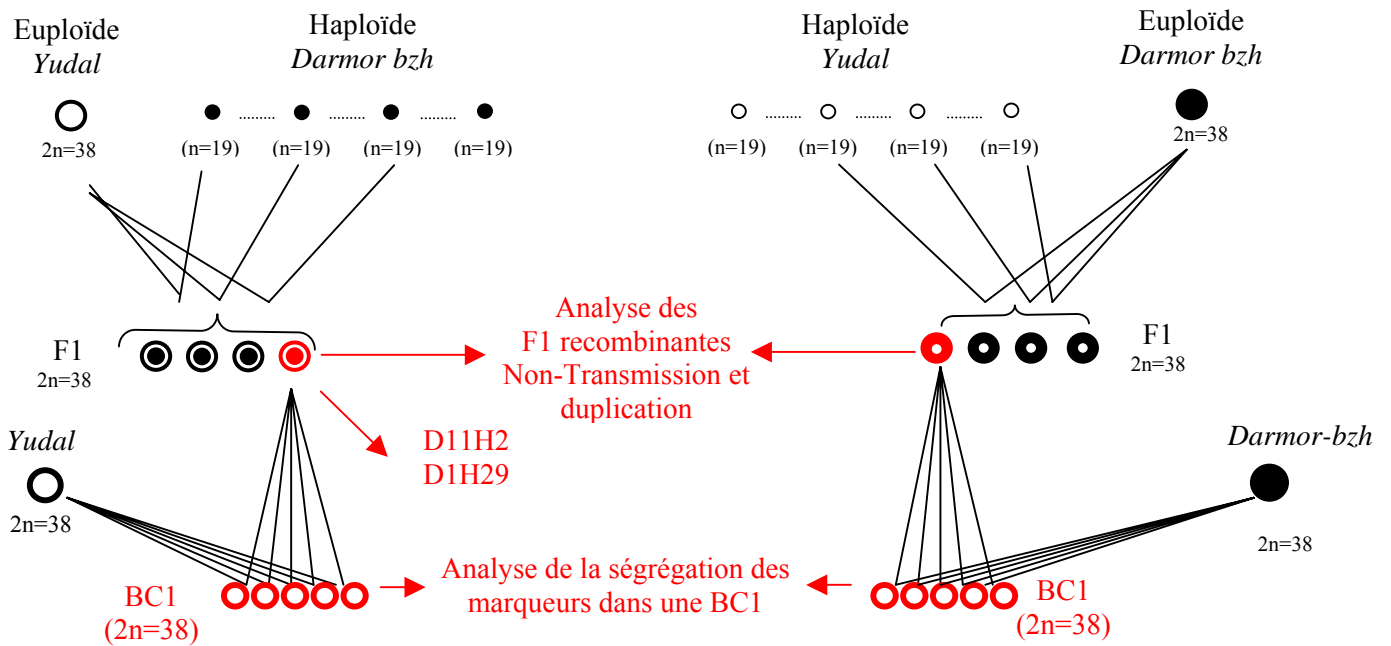 Euploïde
Yudal
Haploïde
Darmor bzh
Haploïde
Yudal
Euploïde
Darmor bzh
2n=38
......... ......... .........
(n=19) (n=19) (n=19) (n=19)
......... ......... .........
(n=19) (n=19) (n=19) (n=19)
2n=38
F1
2n=38
Analyse des
F1 recombinantes
Non-Transmission et
duplication
F1
2n=38
D11H2
D1H29
Yudal
2n=38
Darmor-bzh
2n=38
BC1
(2n=38)
Analyse de la ségrégation des
marqueurs dans une BC1
BC1
(2n=38)